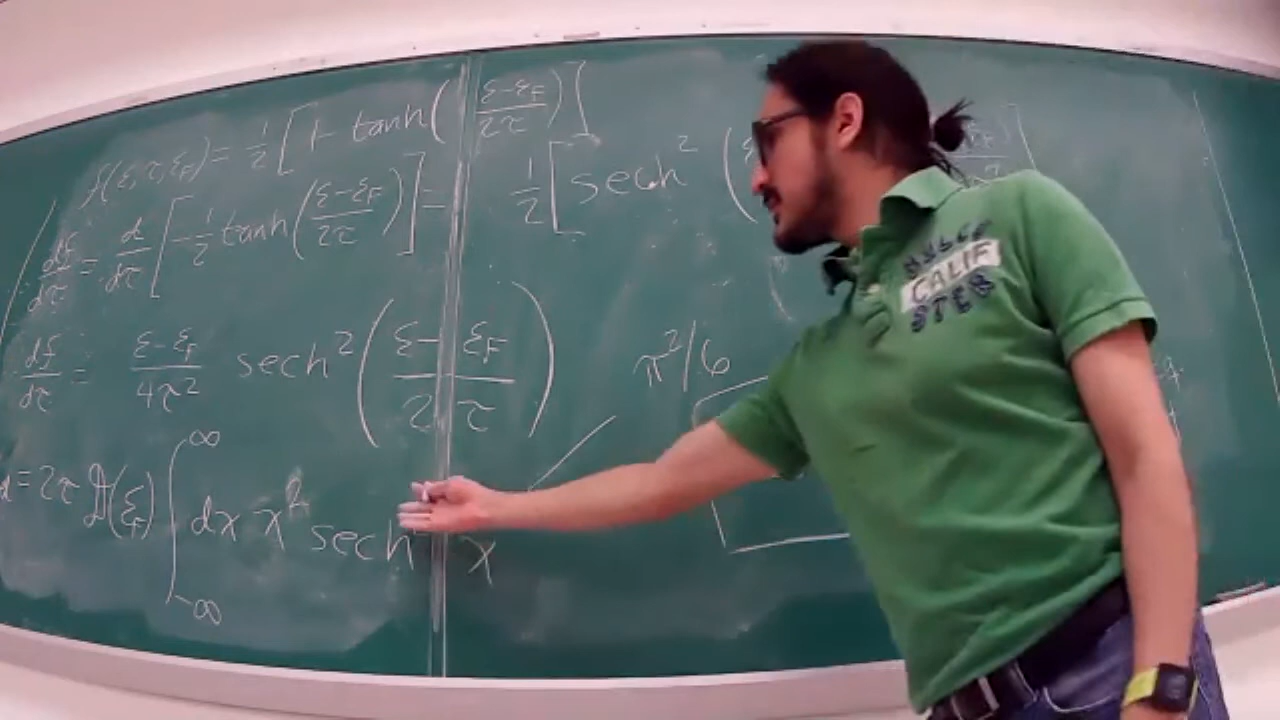 f(ε,τ,ε_F) = 1/2 [1 - tanh((ε-ε_F)/2τ)]
df/dτ = d/dτ [-1/2 tanh((ε-ε_F)/2τ)] = 1/2 [sech² (
df/dτ = (ε-ε_F)/4τ² sech² ((ε-ε_F)/2τ)
π²/6
= 2τ D(ε_F) ∫_{-∞}^{∞} dx x² sech x
CALIF